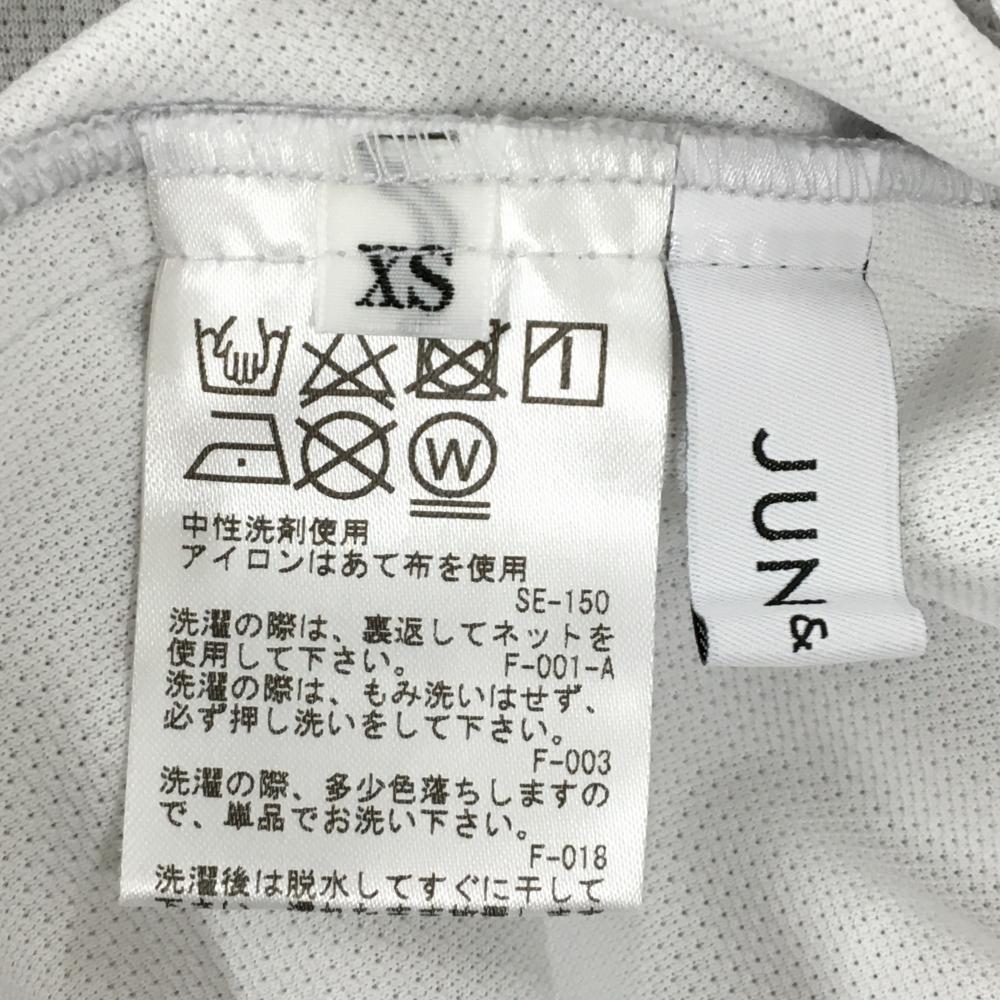 XS
W
中性洗剤使用
アイロンはあて布を使用
SE-150
洗濯の際は、裏返してネットを
使用して下さい。 F-001-A
洗濯の際は、もみ洗いはせず、
必ず押し洗いをして下さい。
F-003
洗濯の際、多少色落ちしますの
で、単品でお洗い下さい。
F-018
洗濯後は脱水してすぐに干して
JUN&